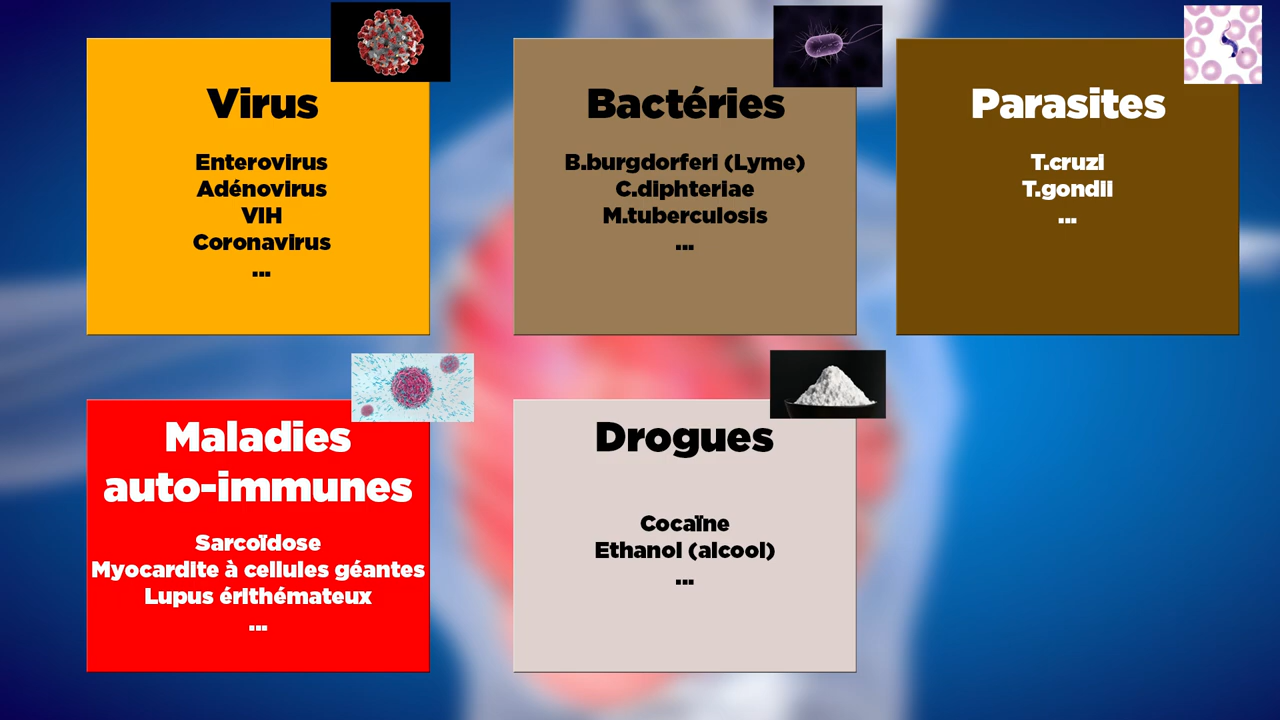 Virus
Enterovirus
Adénovirus
VIH
Coronavirus
...
Bactéries
B.burgdorferi (Lyme)
C.diphteriae
M.tuberculosis
...
Parasites
T.cruzi
T.gondii
...
Maladies
auto-immunes
Sarcoïdose
Myocardite à cellules géantes
Lupus érithémateux
...
Drogues
Cocaïne
Ethanol (alcool)
...